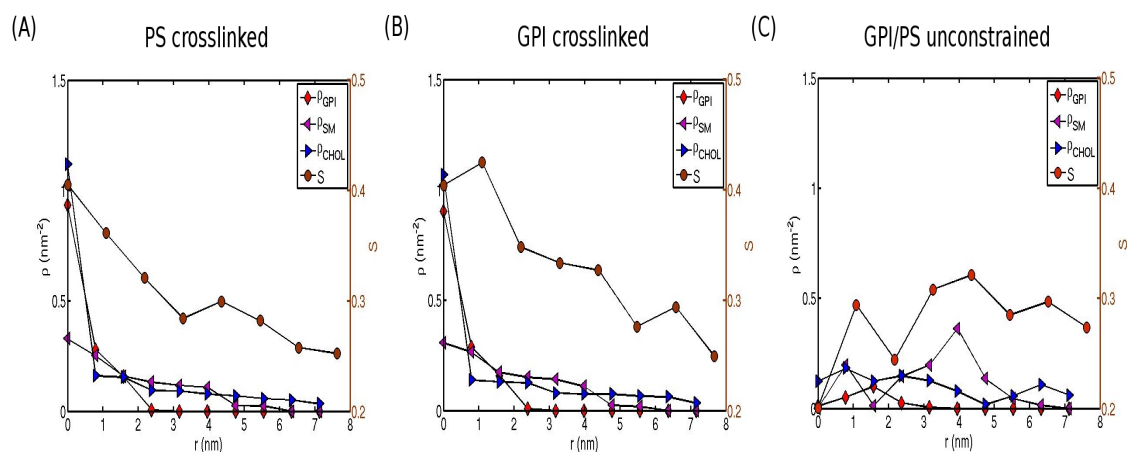 (A) PS crosslinked
(B) GPI crosslinked
(C) GPI/PS unconstrained
1.5
1
0.5
0
ρ (nm⁻²)
0.5
0.4
0.3
0.2
S
0 1 2 3 4 5 6 7 8
r (nm)
ρGPI
ρSM
ρCHOL
S
1.5
1
0.5
0
ρ (nm⁻²)
0.5
0.4
0.3
0.2
S
0 1 2 3 4 5 6 7 8
r (nm)
ρGPI
ρSM
ρCHOL
S
1.5
1
0.5
0
ρ (nm⁻²)
0.5
0.4
0.3
0.2
S
0 1 2 3 4 5 6 7 8
r (nm)
ρGPI
ρSM
ρCHOL
S